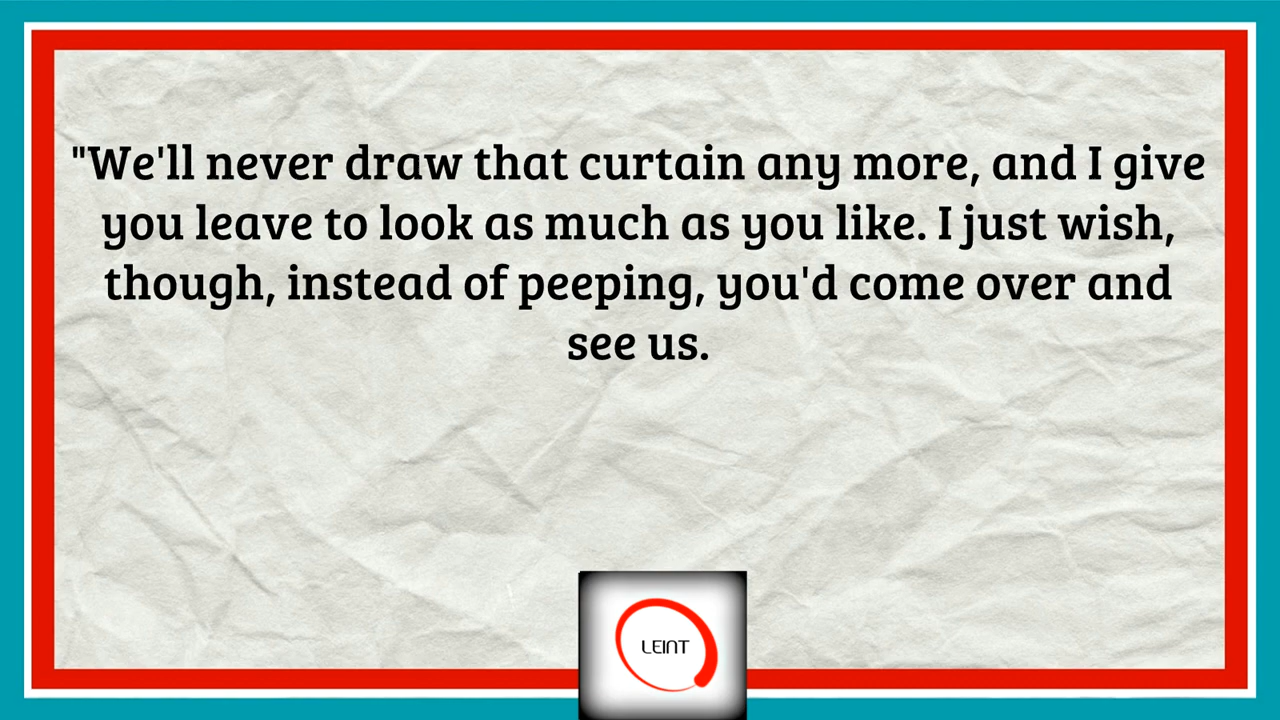 "We'll never draw that curtain any more, and I give
you leave to look as much as you like. I just wish,
though, instead of peeping, you'd come over and
see us.
LEINT